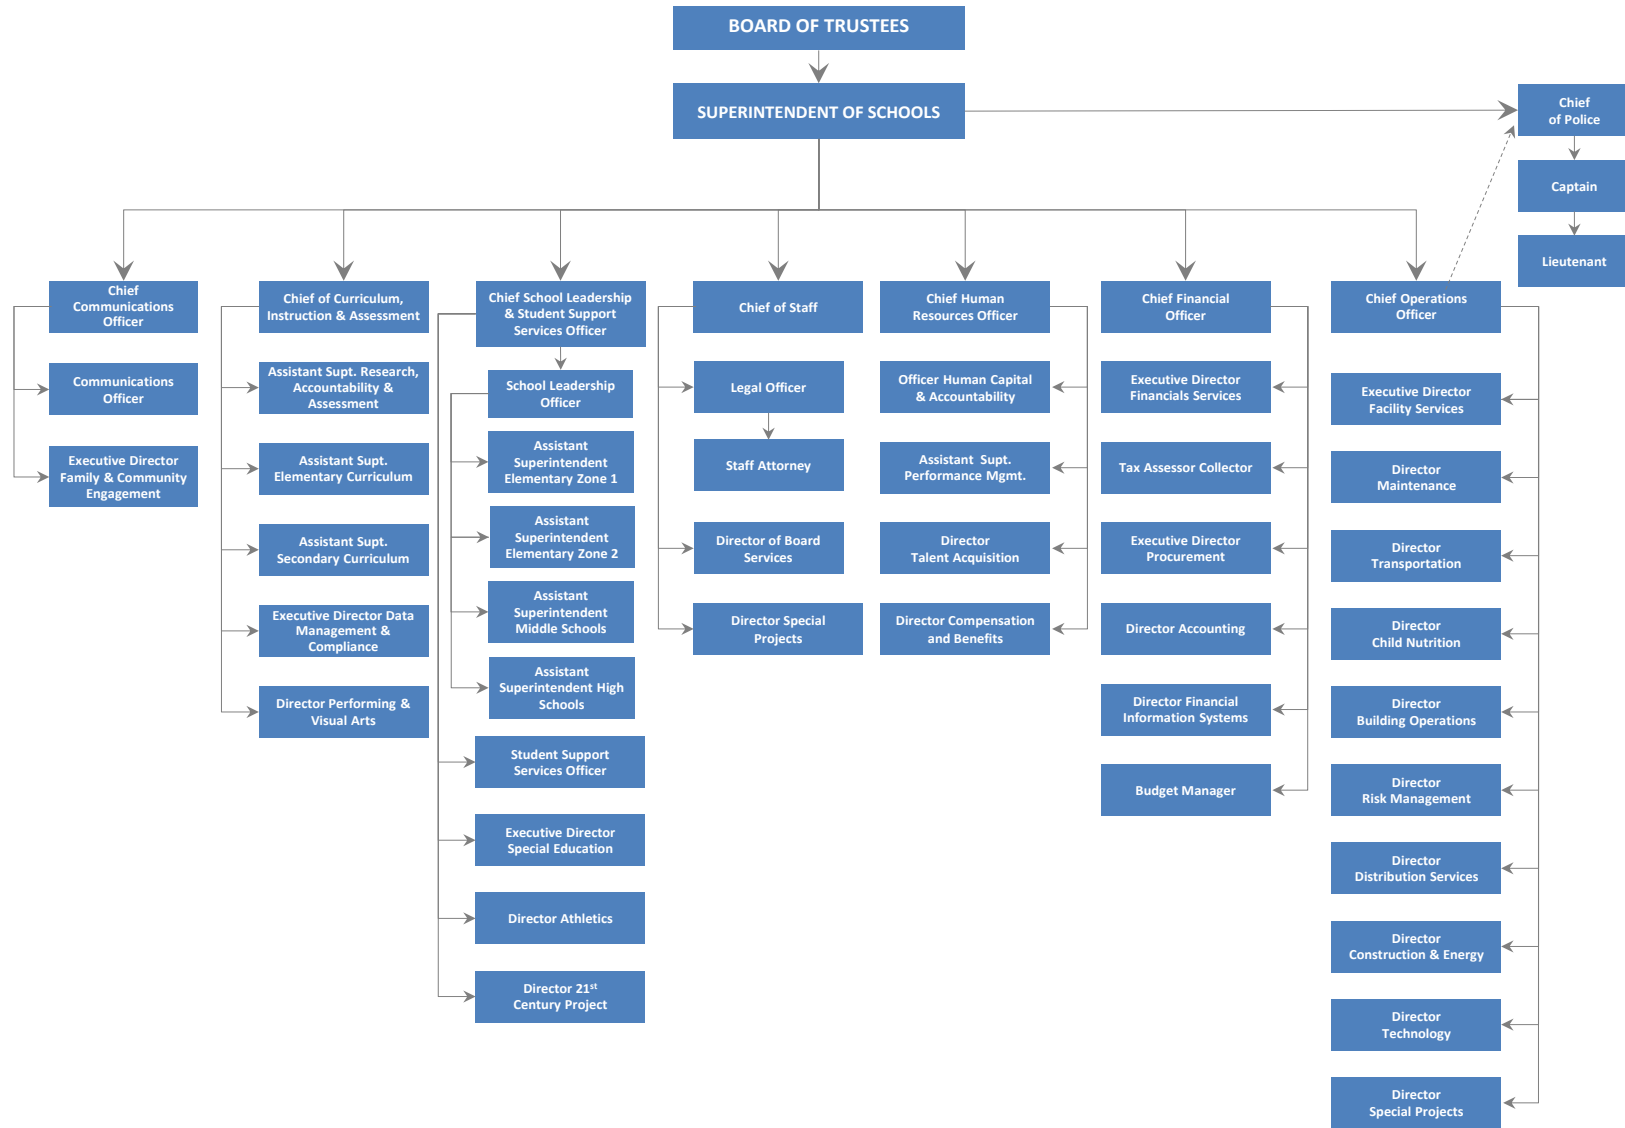 BOARD OF TRUSTEES
SUPERINTENDENT OF SCHOOLS
Chief
of Police
Captain
Lieutenant
Chief
Communications
Officer
Communications
Officer
Executive Director
Family & Community
Engagement
Chief of Curriculum,
Instruction & Assessment
Assistant Supt. Research,
Accountability &
Assessment
Assistant Supt.
Elementary Curriculum
Assistant Supt.
Secondary Curriculum
Executive Director Data
Management &
Compliance
Director Performing &
Visual Arts
Chief School Leadership
& Student Support
Services Officer
School Leadership
Officer
Assistant
Superintendent
Elementary Zone 1
Assistant
Superintendent
Elementary Zone 2
Assistant
Superintendent
Middle Schools
Assistant
Superintendent High
Schools
Student Support
Services Officer
Executive Director
Special Education
Director Athletics
Director 21st
Century Project
Chief of Staff
Legal Officer
Staff Attorney
Director of Board
Services
Director Special
Projects
Chief Human
Resources Officer
Officer Human Capital
& Accountability
Assistant Supt.
Performance Mgmt.
Director
Talent Acquisition
Director Compensation
and Benefits
Chief Financial
Officer
Executive Director
Financials Services
Tax Assessor Collector
Executive Director
Procurement
Director Accounting
Director Financial
Information Systems
Budget Manager
Chief Operations
Officer
Executive Director
Facility Services
Director
Maintenance
Director
Transportation
Director
Child Nutrition
Director
Building Operations
Director
Risk Management
Director
Distribution Services
Director
Construction & Energy
Director
Technology
Director
Special Projects